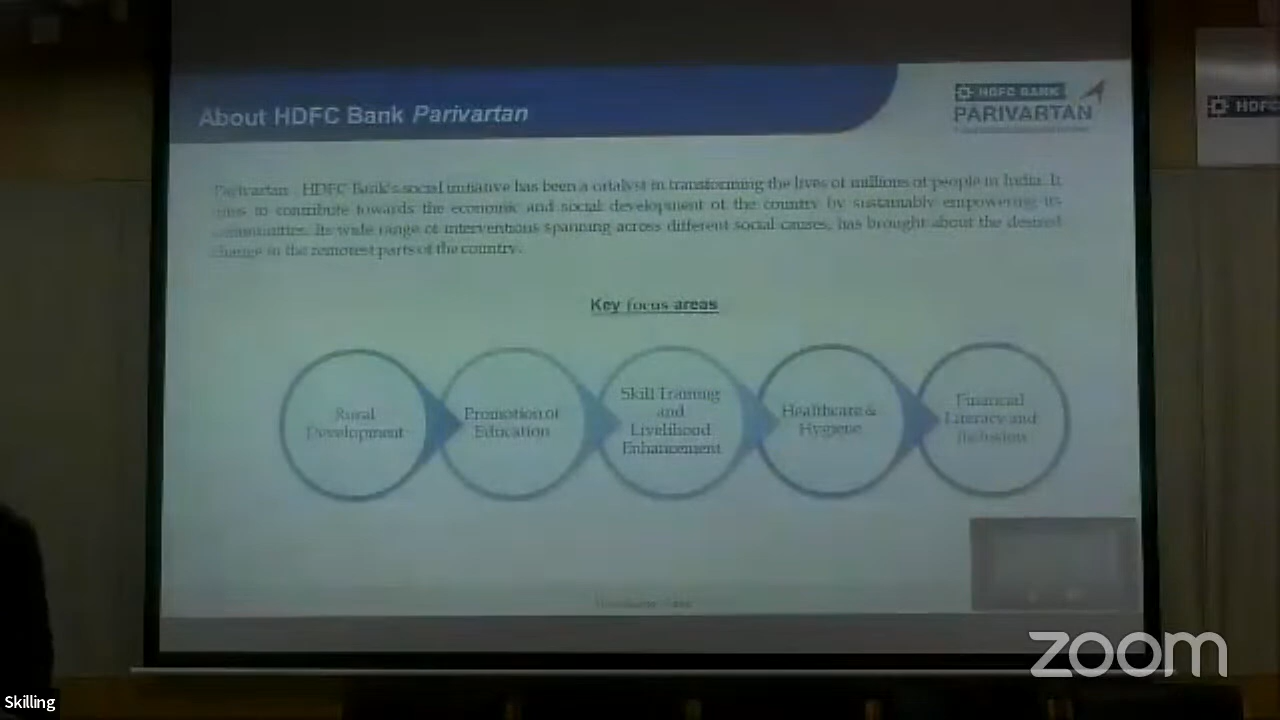 About HDFC Bank Parivartan
HDFC BANK
PARIVARTAN
HDFC
Parivartan - HDFC Bank's social initiative has been a catalyst in transforming the lives of millions of people in India. It
aims to contribute towards the economic and social development of the country by sustainably empowering its
communities. Its wide range of interventions spanning across different social causes, has brought about the desired
change in the remotest parts of the country.
Key focus areas
Rural
Development
Promotion of
Education
Skill Training
and
Livelihood
Enhancement
Healthcare &
Hygiene
Financial
Literacy and
Inclusion
zoom
Skilling